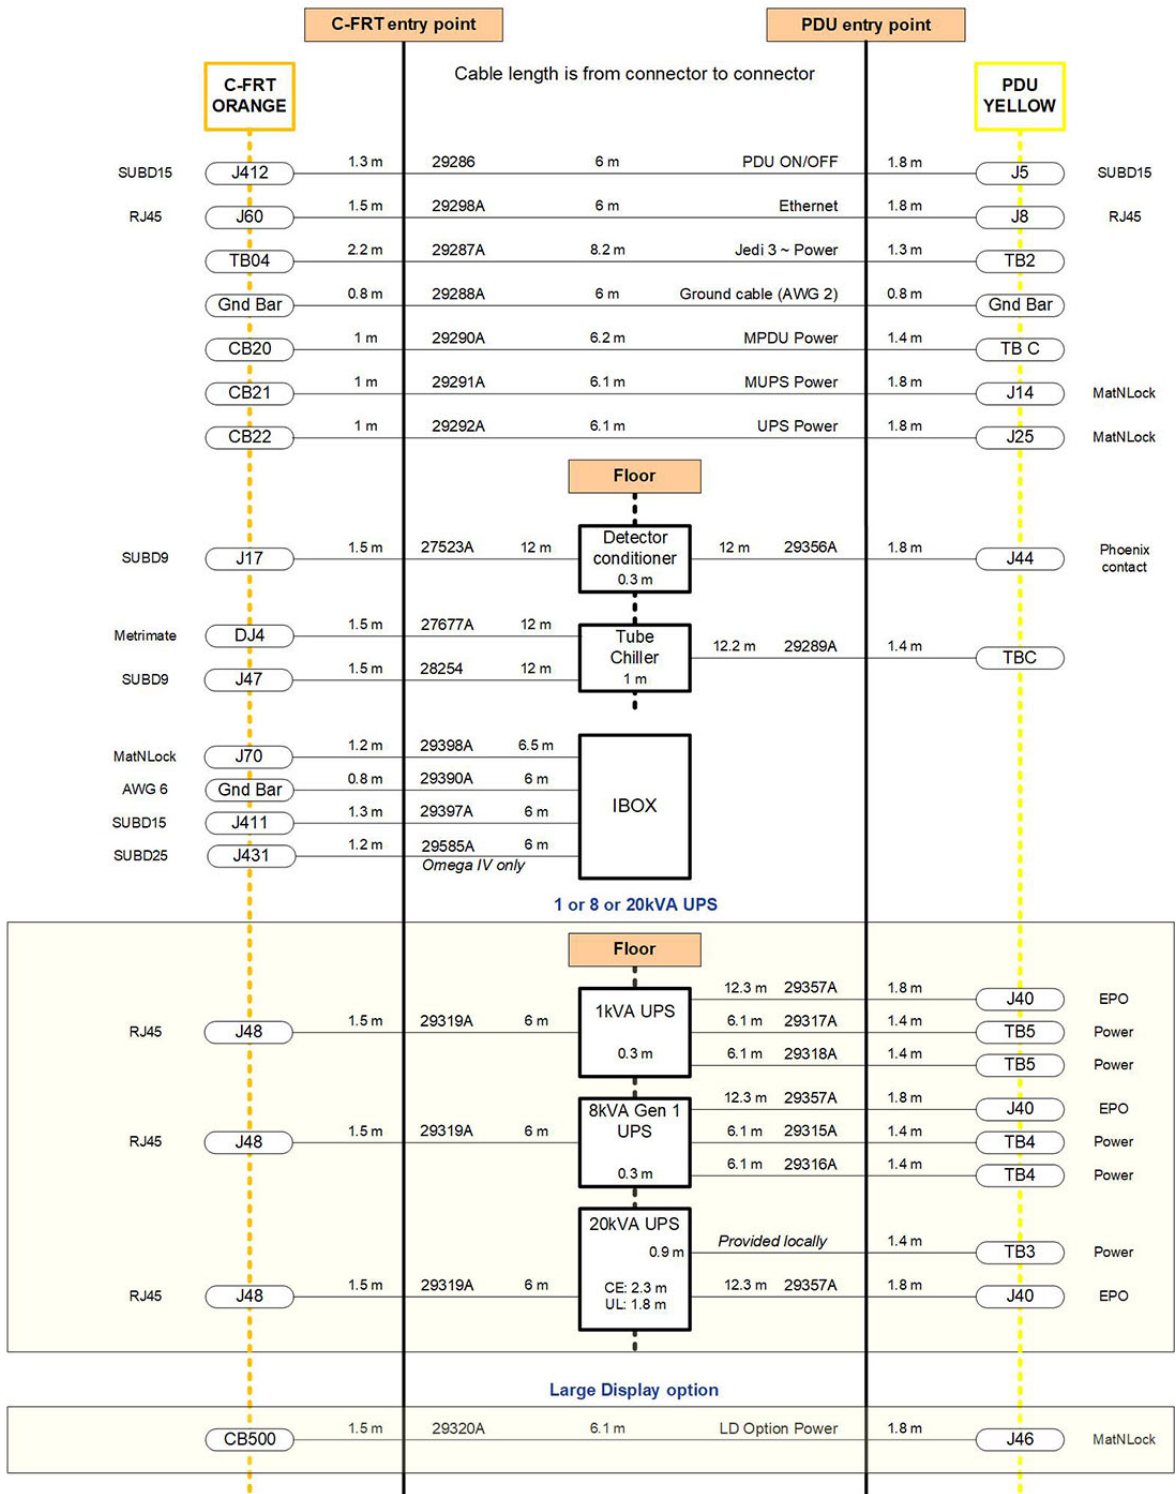 C-FRT entry point
PDU entry point
Cable length is from connector to connector
C-FRT
ORANGE
PDU
YELLOW
SUBD15 J412 1.3 m 29286 6 m PDU ON/OFF 1.8 m J5 SUBD15
RJ45 J60 1.5 m 29298A 6 m Ethernet 1.8 m J8 RJ45
TB04 2.2 m 29287A 8.2 m Jedi 3 ~ Power 1.3 m TB2
Gnd Bar 0.8 m 29288A 6 m Ground cable (AWG 2) 0.8 m Gnd Bar
CB20 1 m 29290A 6.2 m MPDU Power 1.4 m TB C
CB21 1 m 29291A 6.1 m MUPS Power 1.8 m J14 MatNLock
CB22 1 m 29292A 6.1 m UPS Power 1.8 m J25 MatNLock
Floor
SUBD9 J17 1.5 m 27523A 12 m
Detector
conditioner
0.3 m
12 m 29356A 1.8 m J44
Phoenix
contact
Metrimate DJ4 1.5 m 27677A 12 m
SUBD9 J47 1.5 m 28254 12 m
Tube
Chiller
1 m
12.2 m 29289A 1.4 m TBC
MatNLock J70 1.2 m 29398A 6.5 m
AWG 6 Gnd Bar 0.8 m 29390A 6 m
SUBD15 J411 1.3 m 29397A 6 m
SUBD25 J431 1.2 m 29585A 6 m
Omega IV only
IBOX
1 or 8 or 20kVA UPS
Floor
RJ45 J48 1.5 m 29319A 6 m
1kVA UPS
0.3 m
12.3 m 29357A 1.8 m J40 EPO
6.1 m 29317A 1.4 m TB5 Power
6.1 m 29318A 1.4 m TB5 Power
RJ45 J48 1.5 m 29319A 6 m
8kVA Gen 1
UPS
0.3 m
12.3 m 29357A 1.8 m J40 EPO
6.1 m 29315A 1.4 m TB4 Power
6.1 m 29316A 1.4 m TB4 Power
RJ45 J48 1.5 m 29319A 6 m
20kVA UPS
0.9 m
CE: 2.3 m
UL: 1.8 m
Provided locally 1.4 m TB3 Power
12.3 m 29357A 1.8 m J40 EPO
Large Display option
CB500 1.5 m 29320A 6.1 m LD Option Power 1.8 m J46 MatNLock